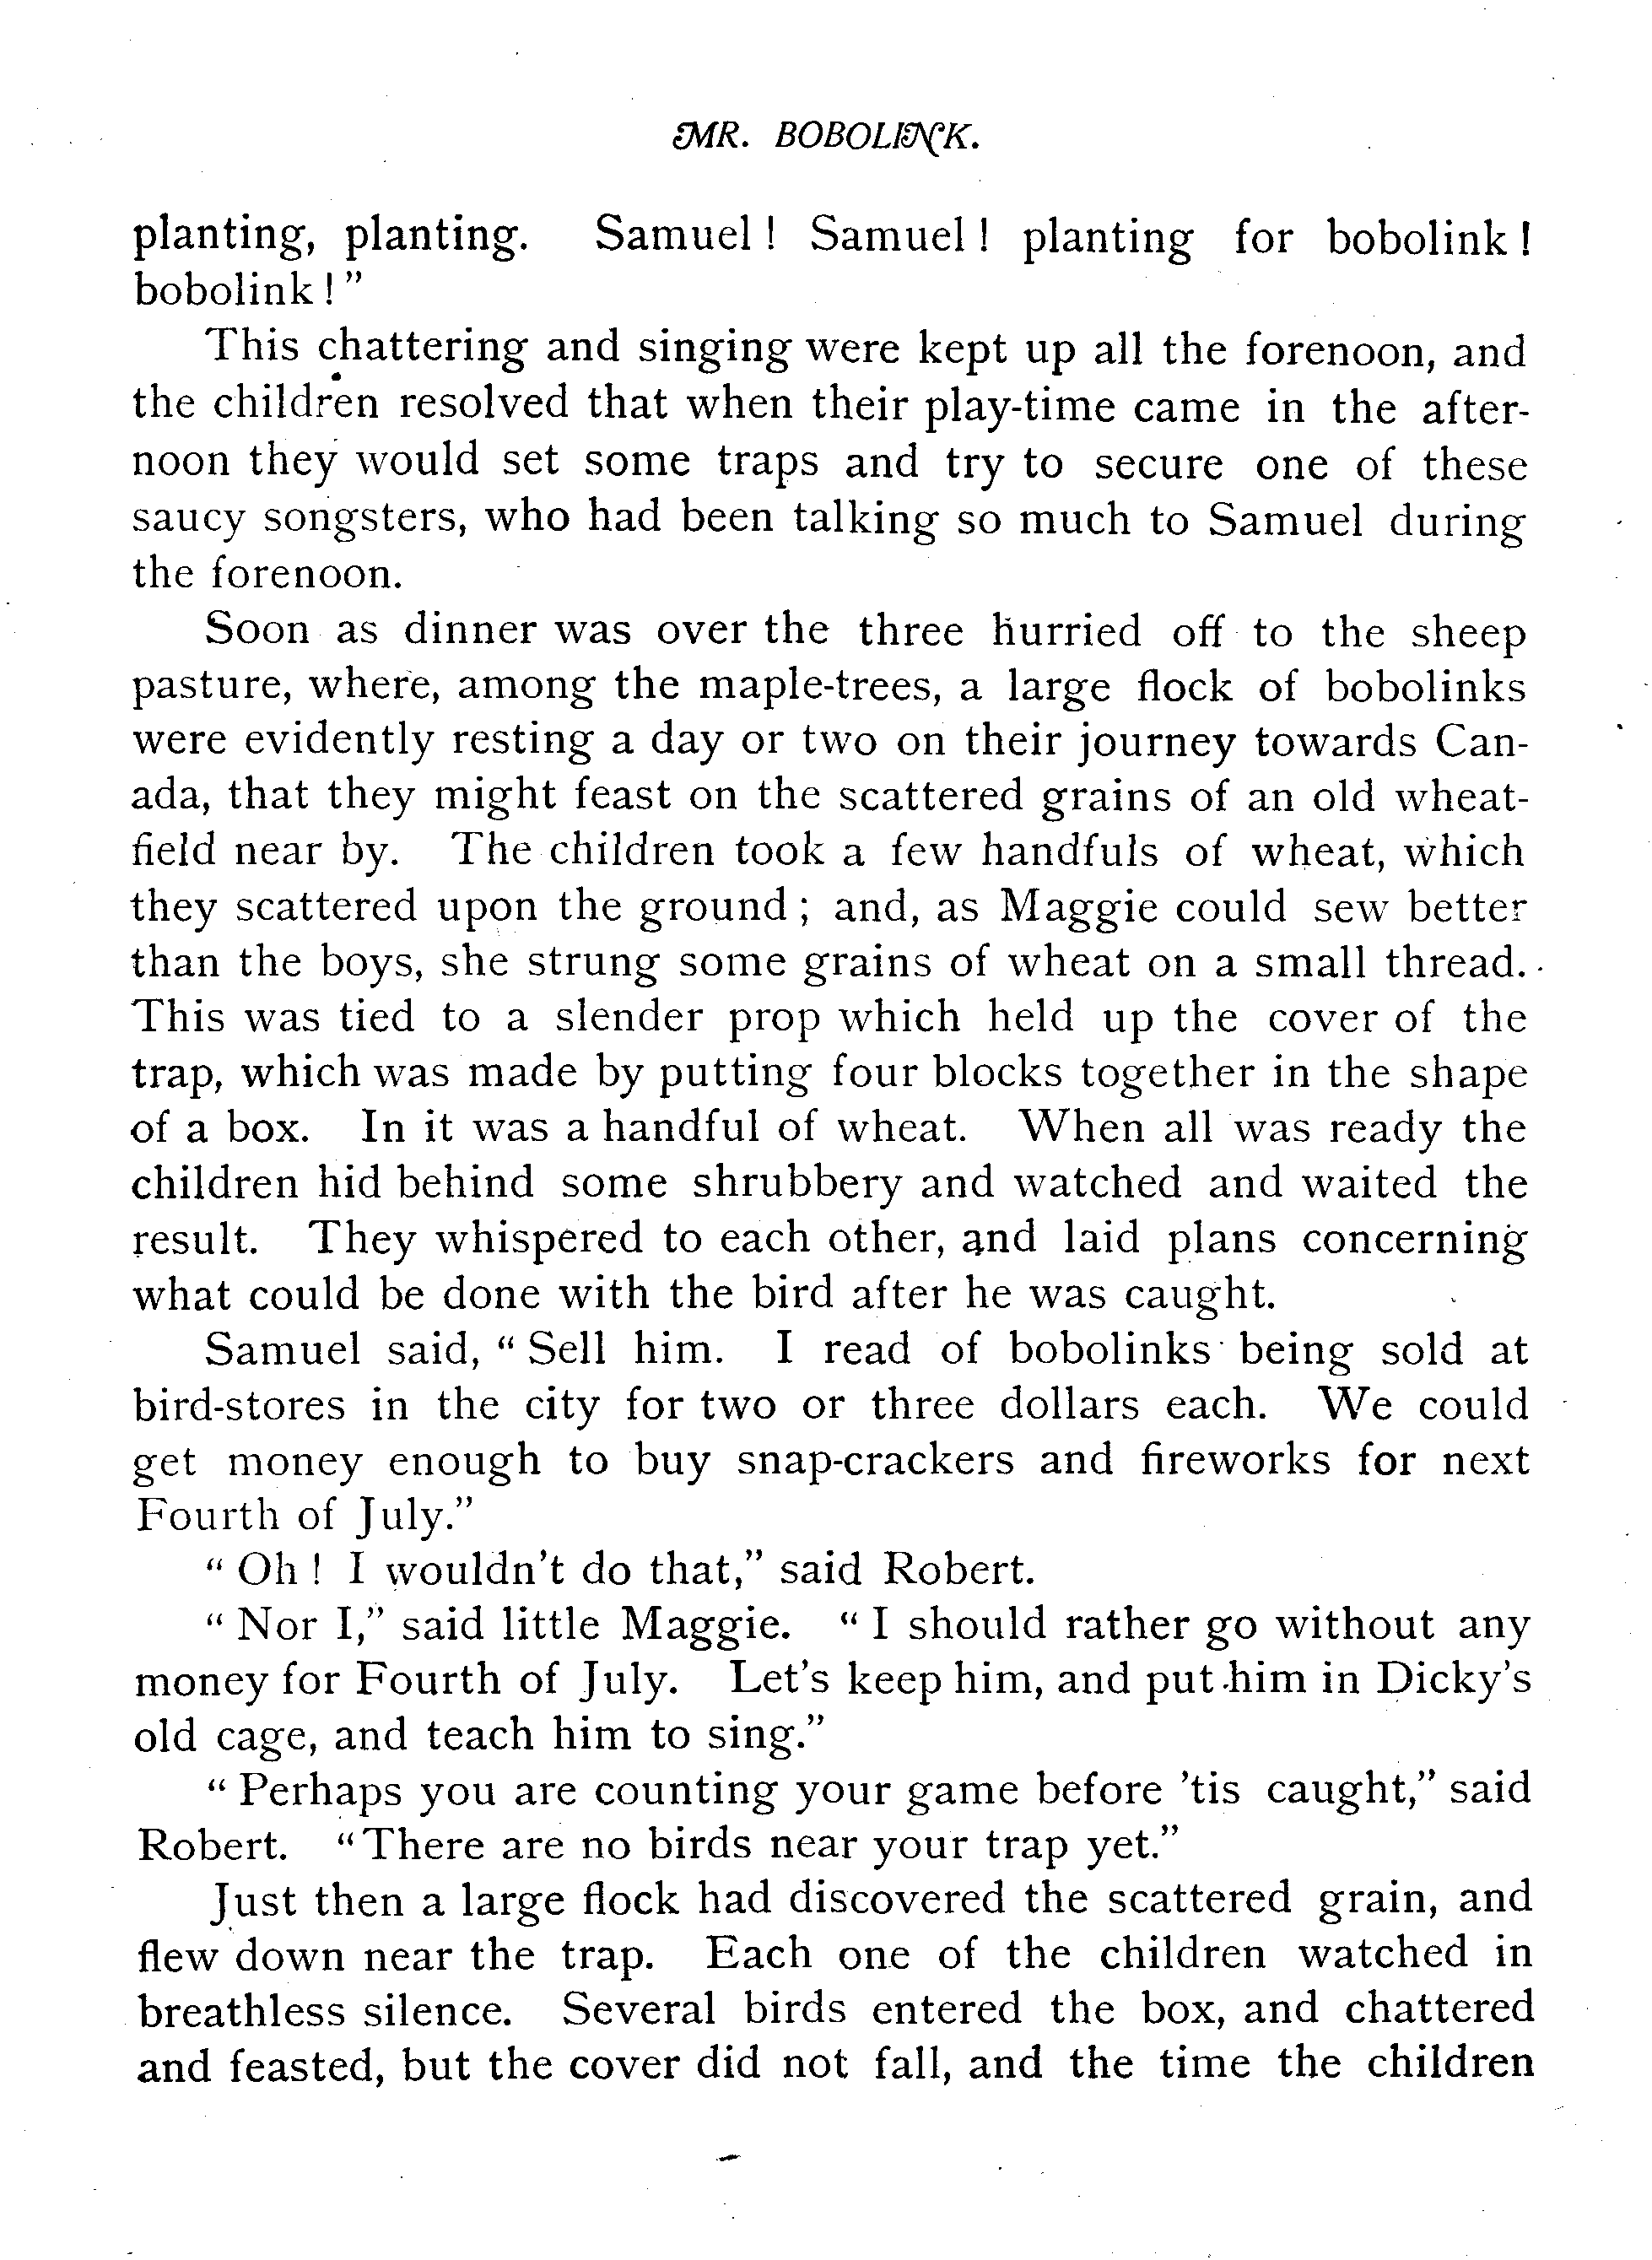 MR. BOBOLINK.
planting, planting. Samuel! Samuel! planting for bobolink!
bobolink!"
This chattering and singing were kept up all the forenoon, and
the children resolved that when their play-time came in the after-
noon they would set some traps and try to secure one of these
saucy songsters, who had been talking so much to Samuel during
the forenoon.
Soon as dinner was over the three hurried off to the sheep
pasture, where, among the maple-trees, a large flock of bobolinks
were evidently resting a day or two on their journey towards Can-
ada, that they might feast on the scattered grains of an old wheat-
field near by. The children took a few handfuls of wheat, which
they scattered upon the ground; and, as Maggie could sew better
than the boys, she strung some grains of wheat on a small thread.
This was tied to a slender prop which held up the cover of the
trap, which was made by putting four blocks together in the shape
of a box. In it was a handful of wheat. When all was ready the
children hid behind some shrubbery and watched and waited the
result. They whispered to each other, and laid plans concerning
what could be done with the bird after he was caught.
Samuel said, "Sell him. I read of bobolinks being sold at
bird-stores in the city for two or three dollars each. We could
get money enough to buy snap-crackers and fireworks for next
Fourth of July."
"Oh! I wouldn't do that," said Robert.
"Nor I," said little Maggie. "I should rather go without any
money for Fourth of July. Let's keep him, and put him in Dicky's
old cage, and teach him to sing."
"Perhaps you are counting your game before 'tis caught," said
Robert. "There are no birds near your trap yet."
Just then a large flock had discovered the scattered grain, and
flew down near the trap. Each one of the children watched in
breathless silence. Several birds entered the box, and chattered
and feasted, but the cover did not fall, and the time the children